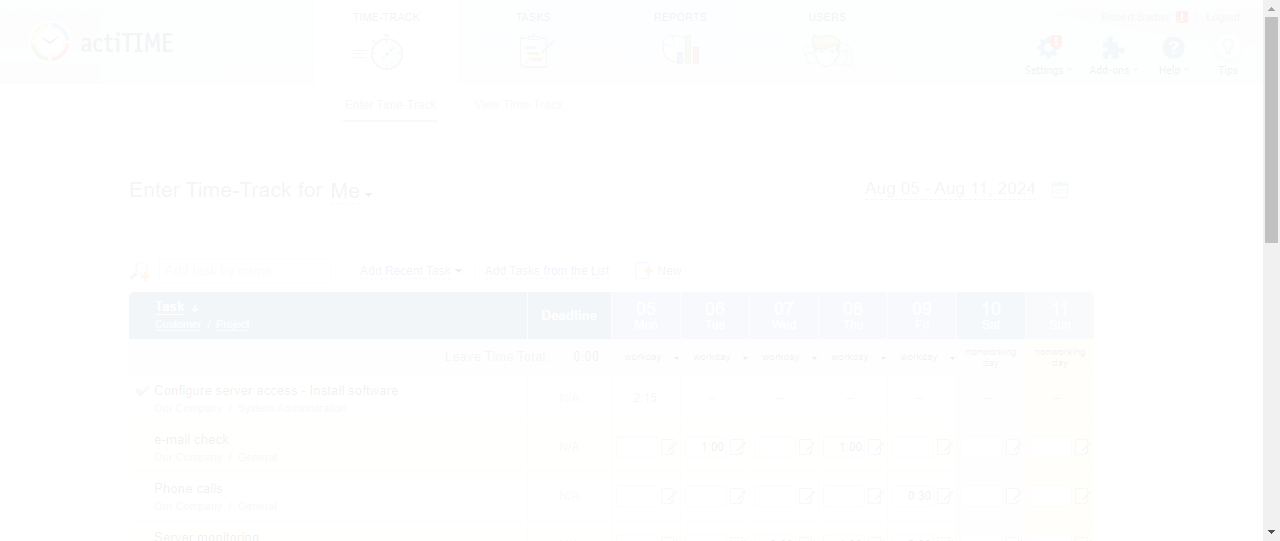 TIME-TRACK TASKS REPORTS USERS Logout
actiTIME
Settings Add-ons Help Tips
Enter Time-Track View Time-Track
Enter Time-Track for Me Aug 05 - Aug 11, 2024
Add Recent Task Add Tasks from the List New
Task Deadline 05 06 07 08 09 10 11
Customer / Project Mon Tue Wed Thu Fri Sat Sun
Leave Time Total 0:00 workday workday workday workday workday nonworking day nonworking day
Configure server access - Install software N/A 2:15 – – – – – –
Our Company / System Administration
e-mail check N/A 1:00 1:00
Our Company / General
Phone calls N/A 0:30
Our Company / General
Server monitoring